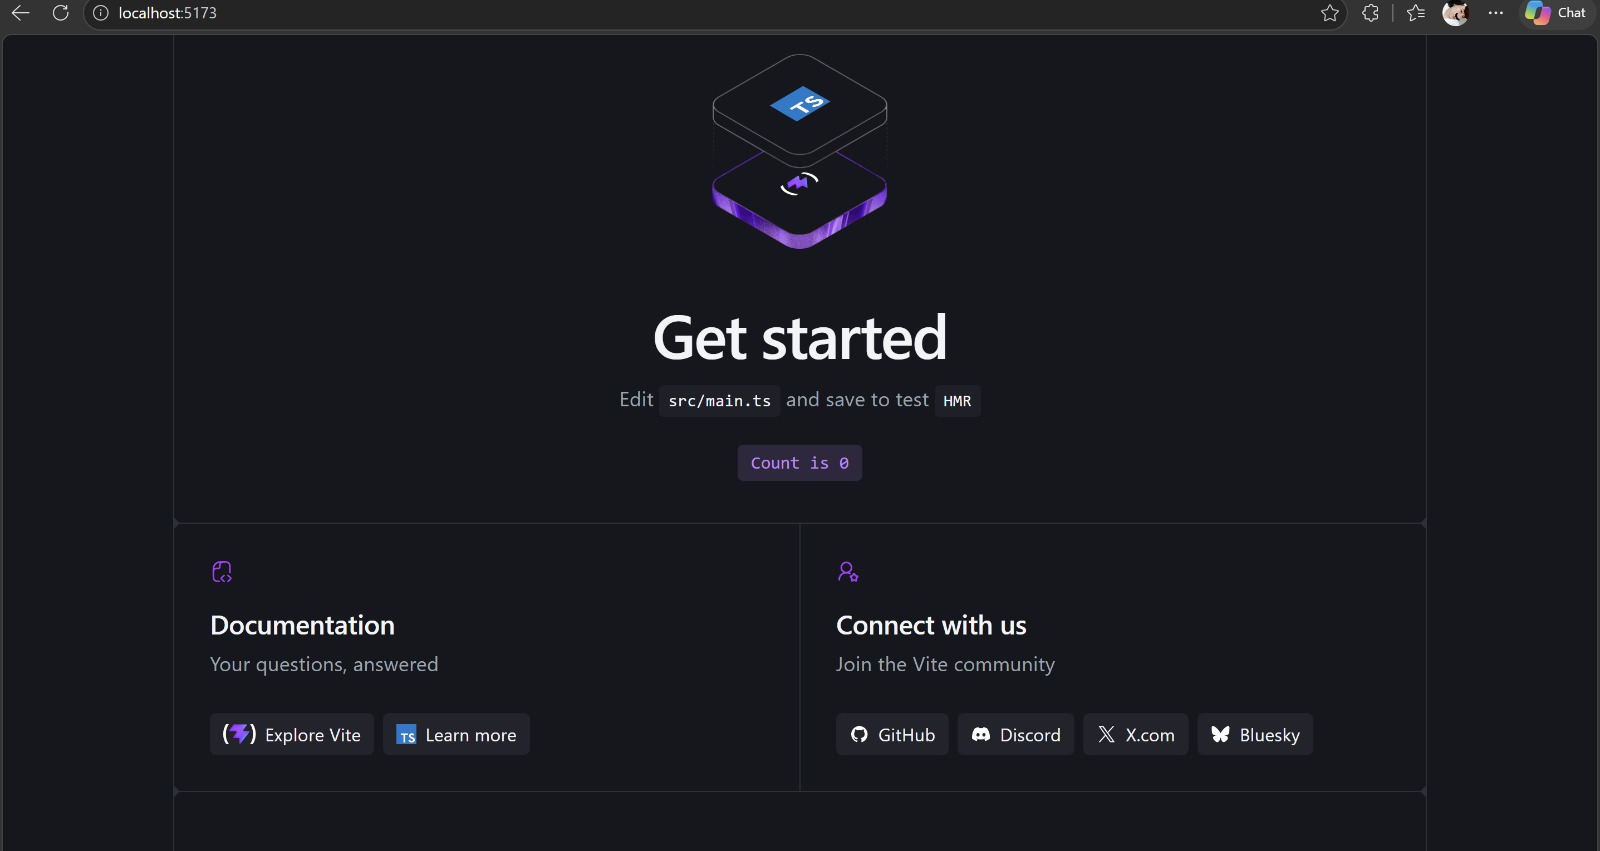 localhost:5173
Chat
TS
Get started
Edit src/main.ts and save to test HMR
Count is 0
Documentation
Your questions, answered
Explore Vite
TS Learn more
Connect with us
Join the Vite community
GitHub
Discord
X.com
Bluesky